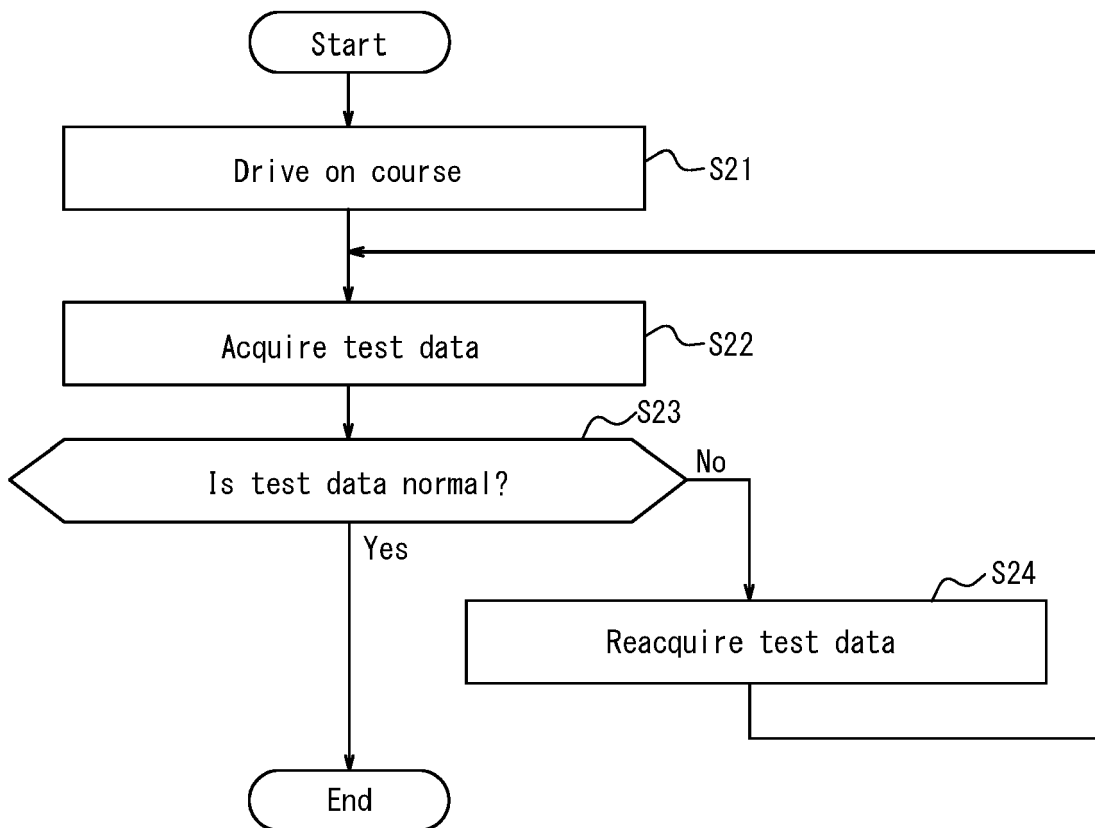 Start
Drive on course
S21
Acquire test data
S22
S23
Is test data normal?
No
Yes
S24
Reacquire test data
End